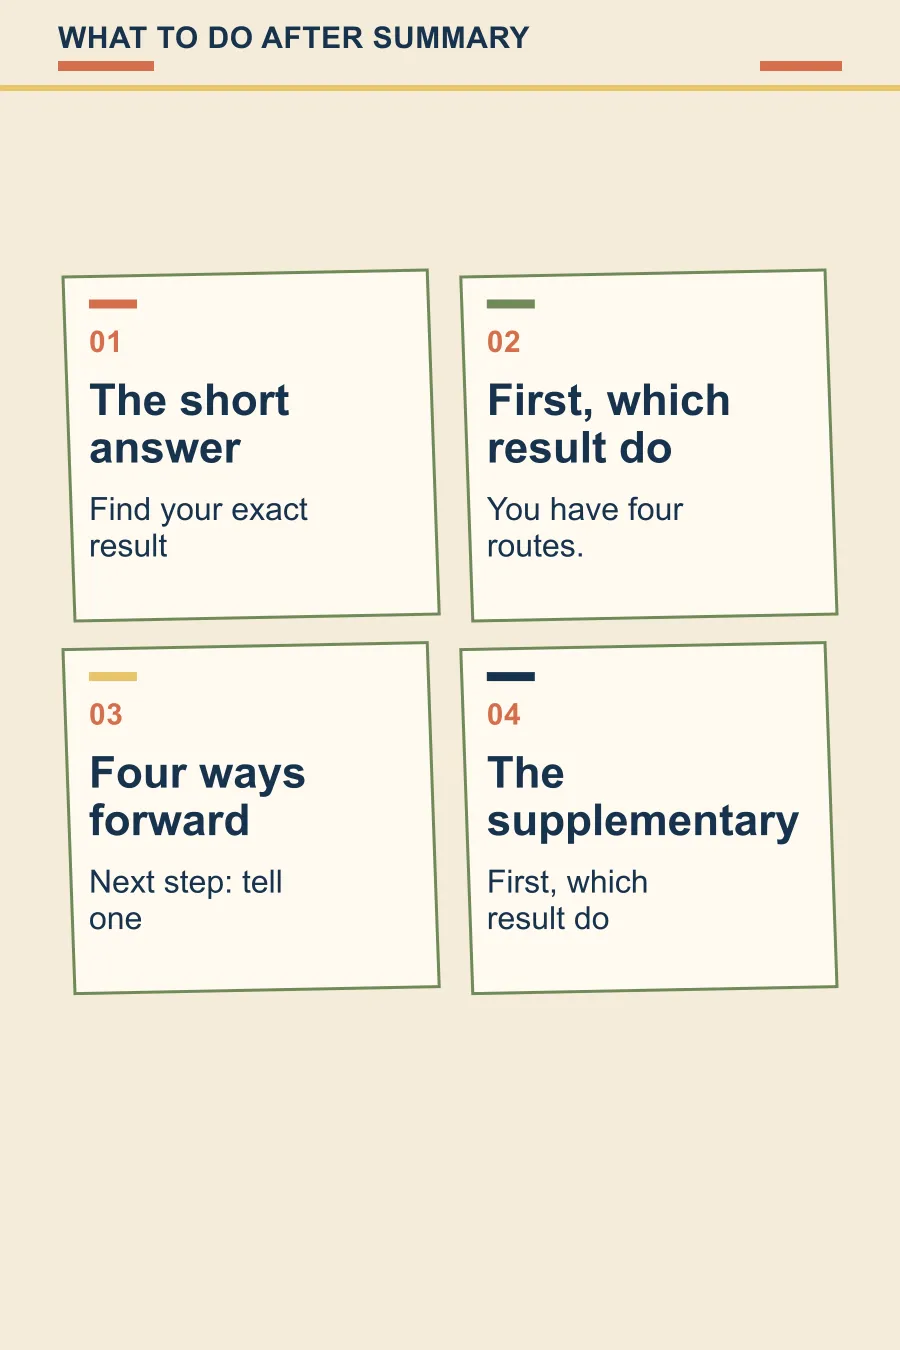 WHAT TO DO AFTER SUMMARY
01
The short
answer
Find your exact
result
02
First, which
result do
You have four
routes.
03
Four ways
forward
Next step: tell
one
04
The
supplementary
First, which
result do